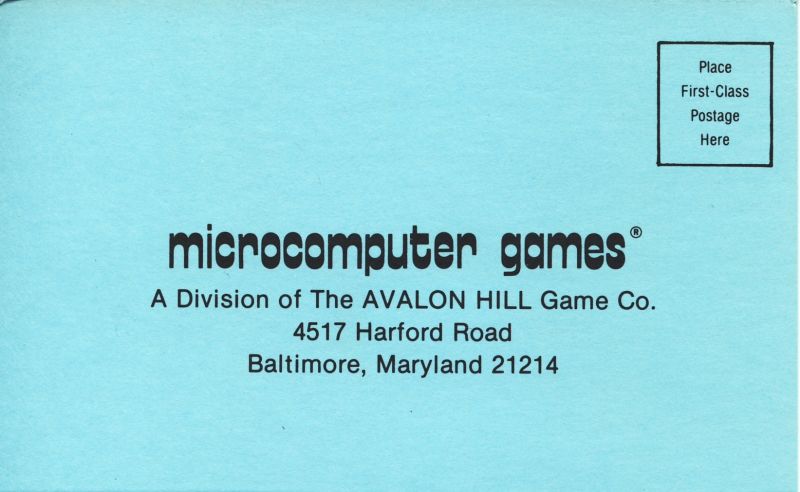 Place
First-Class
Postage
Here
microcomputer games®
A Division of The AVALON HILL Game Co.
4517 Harford Road
Baltimore, Maryland 21214